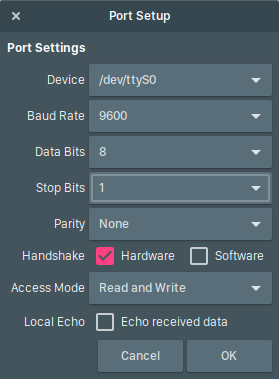 Port Setup
Port Settings
Device /dev/ttyS0
Baud Rate 9600
Data Bits 8
Stop Bits 1
Parity None
Handshake Hardware Software
Access Mode Read and Write
Local Echo Echo received data
Cancel OK